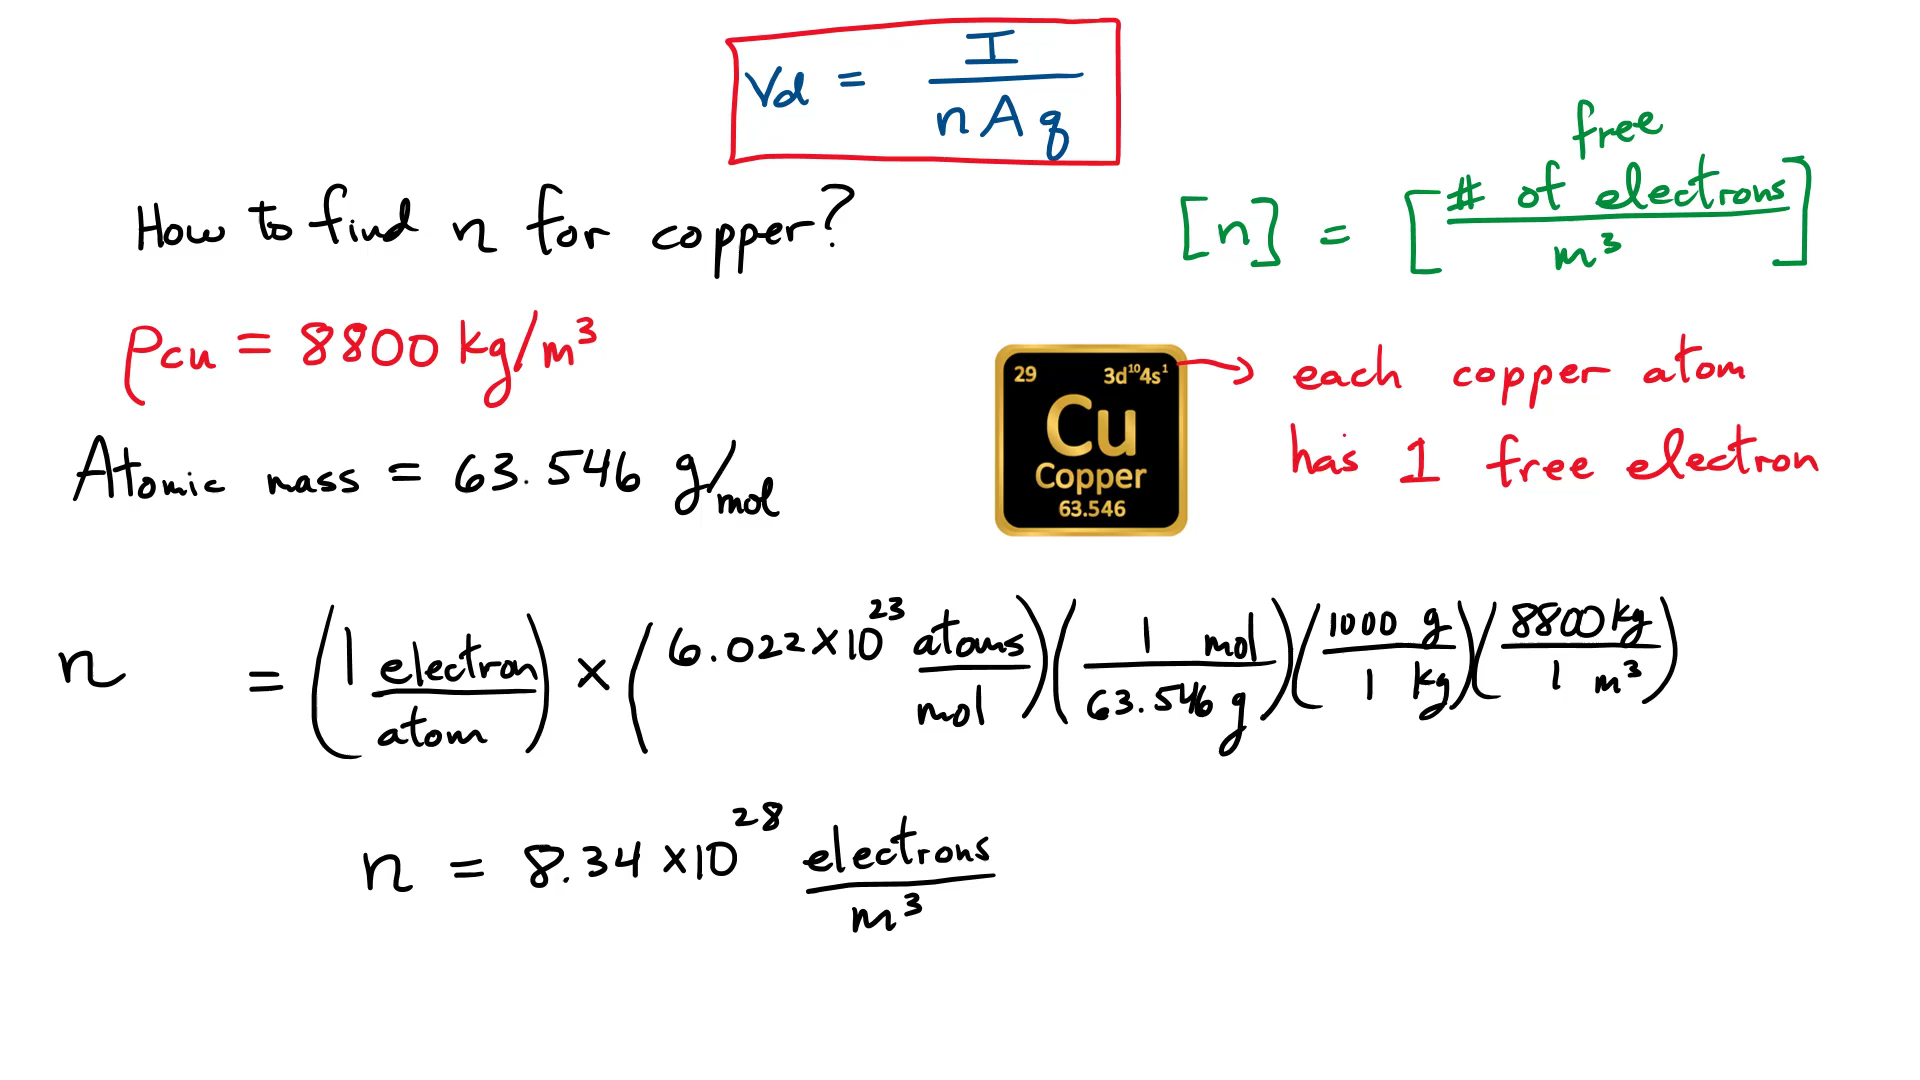 Vd = I / nAq
How to find n for copper?
[n] = [# of free electrons / m³]
ρcu = 8800 kg/m³
29 3d¹⁰4s¹
Cu
Copper
63.546
each copper atom
has 1 free electron
Atomic mass = 63.546 g/mol
n = (1 electron / atom) × (6.022 × 10²³ atoms / mol)(1 mol / 63.546 g)(1000 g / 1 kg)(8800 kg / 1 m³)
n = 8.34 × 10²⁸ electrons / m³